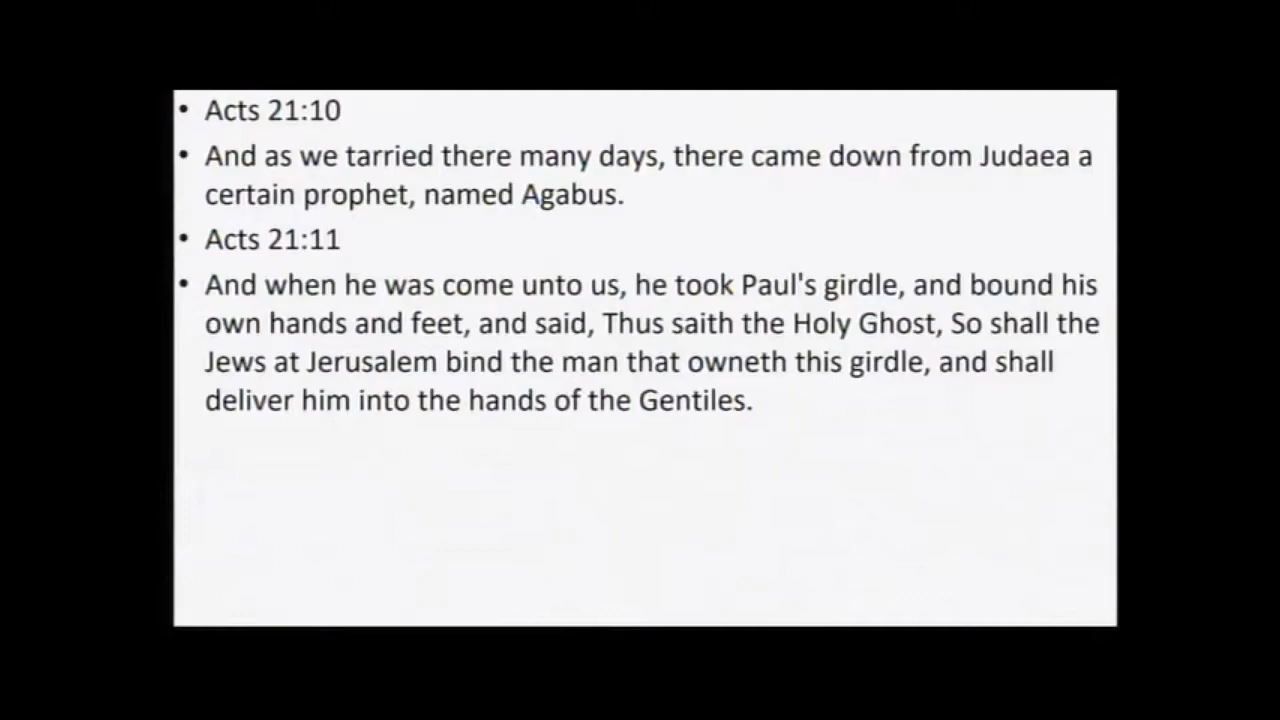 • Acts 21:10
• And as we tarried there many days, there came down from Judaea a
certain prophet, named Agabus.
• Acts 21:11
• And when he was come unto us, he took Paul's girdle, and bound his
own hands and feet, and said, Thus saith the Holy Ghost, So shall the
Jews at Jerusalem bind the man that owneth this girdle, and shall
deliver him into the hands of the Gentiles.